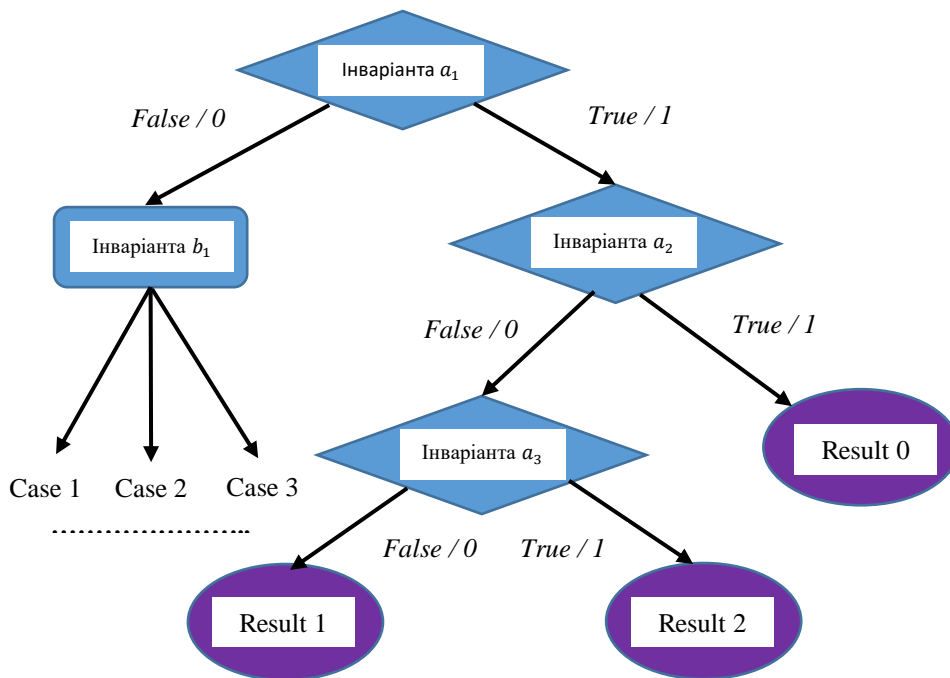 Інваріанта a₁
False / 0
True / 1
Інваріанта b₁
Інваріанта a₂
False / 0
True / 1
Інваріанта a₃
Result 0
Case 1
Case 2
Case 3
False / 0
True / 1
Result 1
Result 2